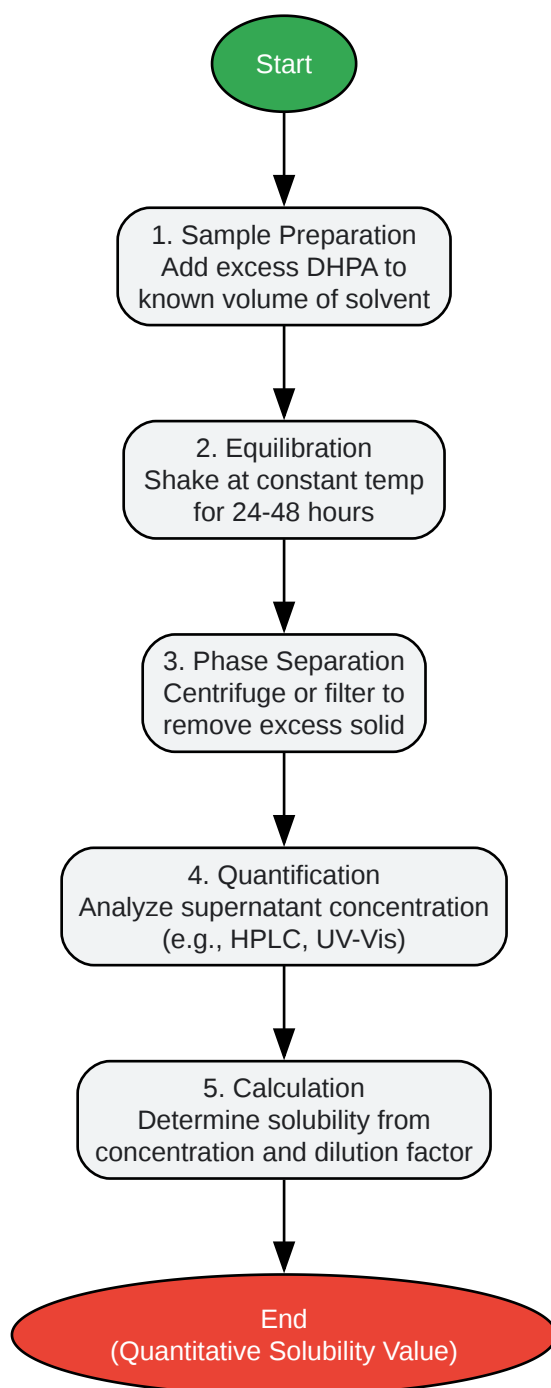 Start
1. Sample Preparation
Add excess DHPA to
known volume of solvent
2. Equilibration
Shake at constant temp
for 24-48 hours
3. Phase Separation
Centrifuge or filter to
remove excess solid
4. Quantification
Analyze supernatant concentration
(e.g., HPLC, UV-Vis)
5. Calculation
Determine solubility from
concentration and dilution factor
End
(Quantitative Solubility Value)